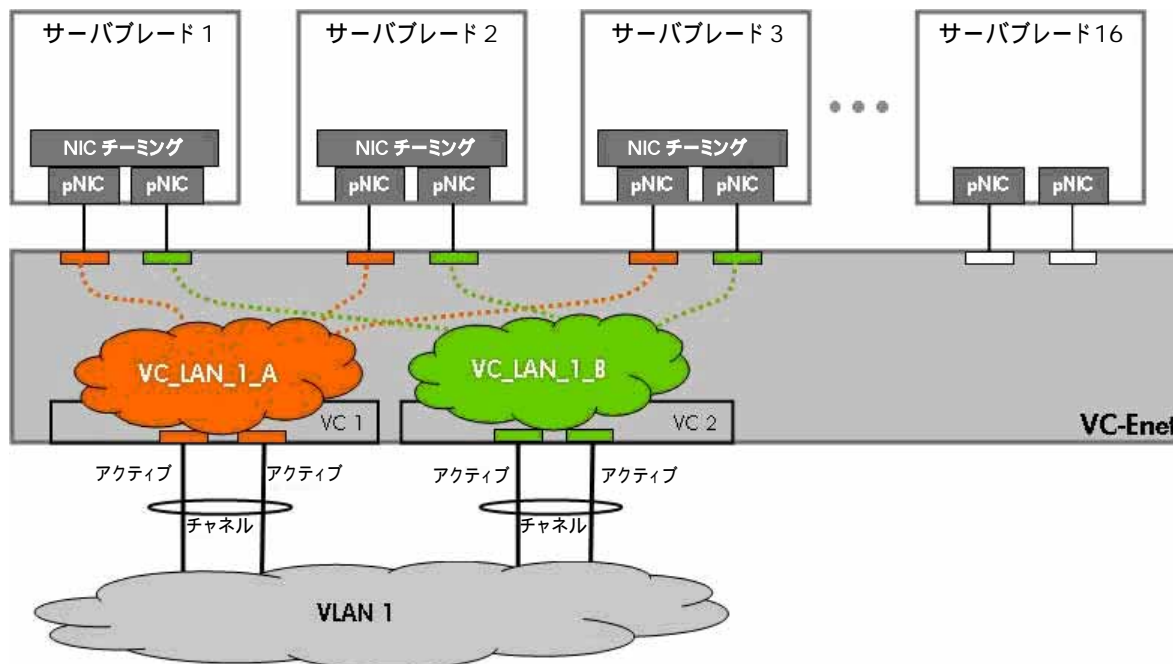 サーバブレード 1
サーバブレード 2
サーバブレード 3
サーバブレード 16
NIC チーミング
NIC チーミング
NIC チーミング
pNIC
pNIC
pNIC
pNIC
pNIC
pNIC
pNIC
pNIC
VC_LAN_1_A
VC_LAN_1_B
VC 1
VC 2
VC-Enet
アクティブ
アクティブ
アクティブ
アクティブ
チャネル
チャネル
VLAN 1